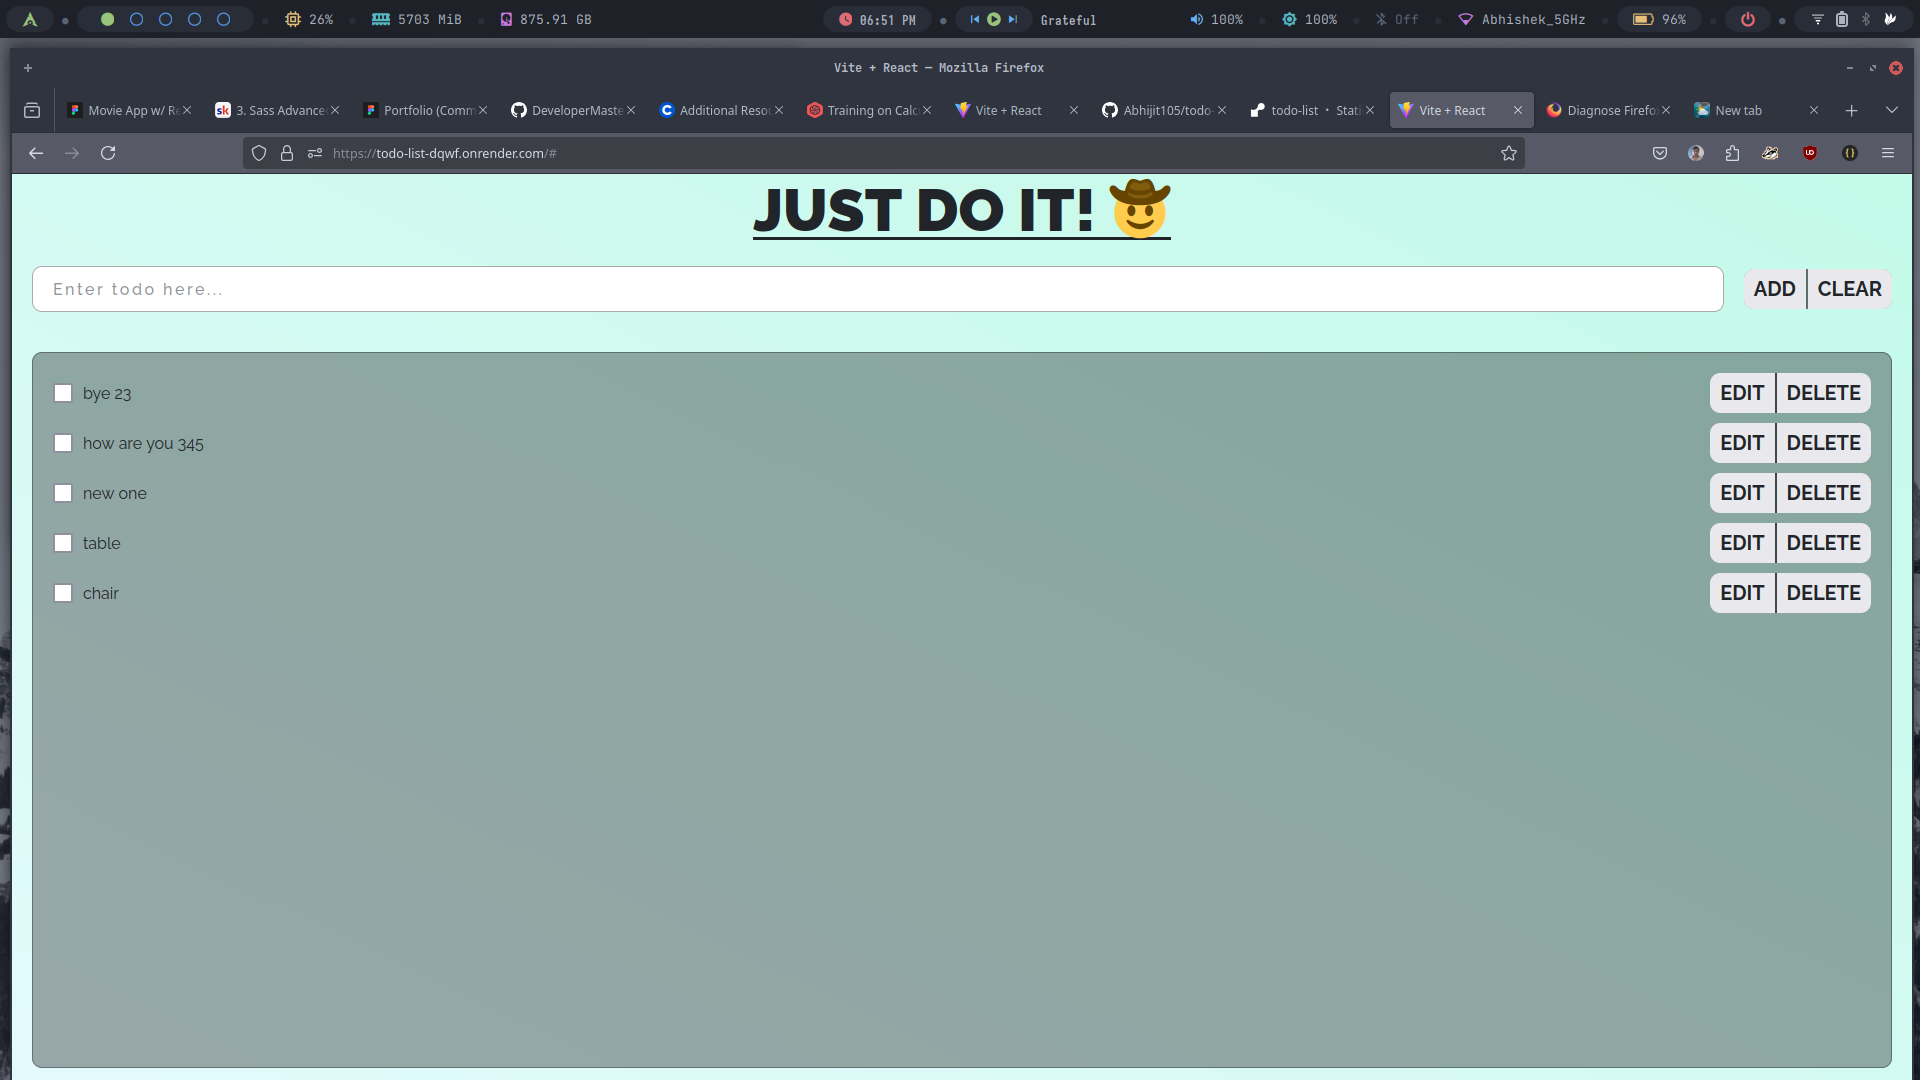 26% 5703 MiB 875.91 GB 06:51 PM Grateful 100% 100% Off Abhishek_5GHz 96%
Vite + React — Mozilla Firefox
Movie App w/ Re 3. Sass Advance Portfolio (Comm DeveloperMaste Additional Resou Training on Calc Vite + React Abhijit105/todo- todo-list • Stati Vite + React Diagnose Firefo New tab
https://todo-list-dqwf.onrender.com/#
JUST DO IT! 🤠
Enter todo here... ADD CLEAR
bye 23 EDIT DELETE
how are you 345 EDIT DELETE
new one EDIT DELETE
table EDIT DELETE
chair EDIT DELETE